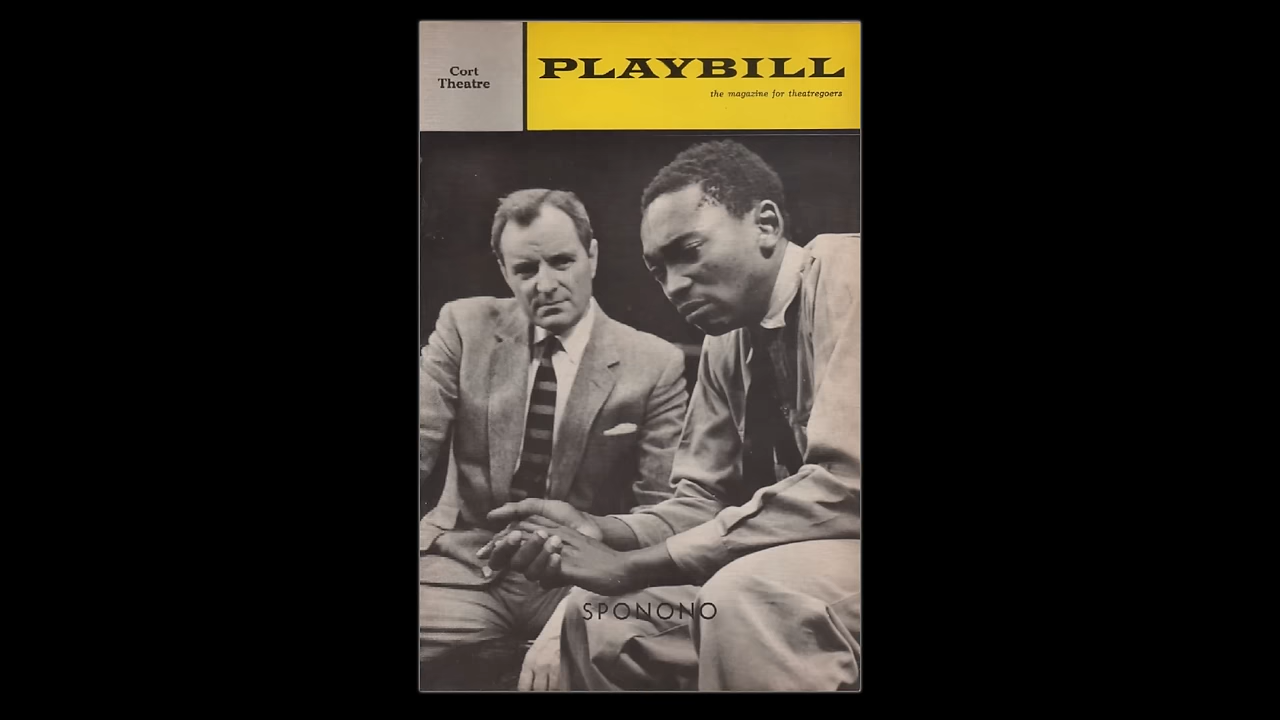 Cort
Theatre
PLAYBILL
the magazine for theatregoers
SPONONO